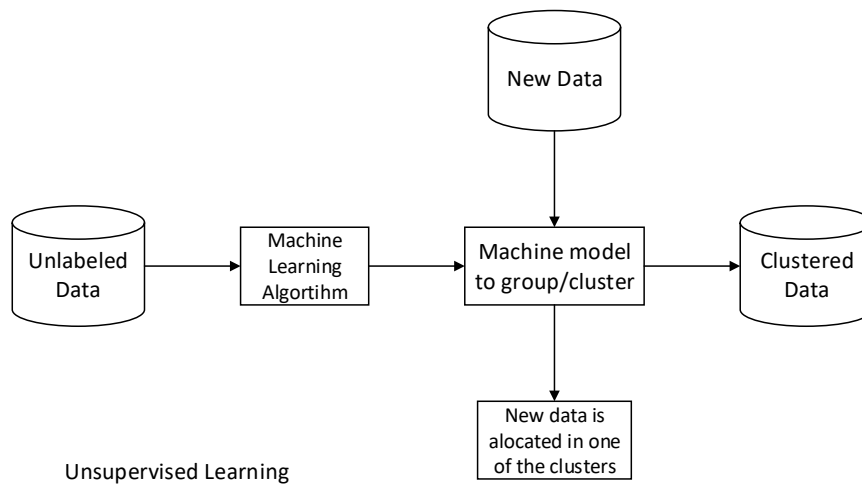 New Data
Unlabeled
Data
Machine
Learning
Algortihm
Machine model
to group/cluster
Clustered
Data
New data is
alocated in one
of the clusters
Unsupervised Learning